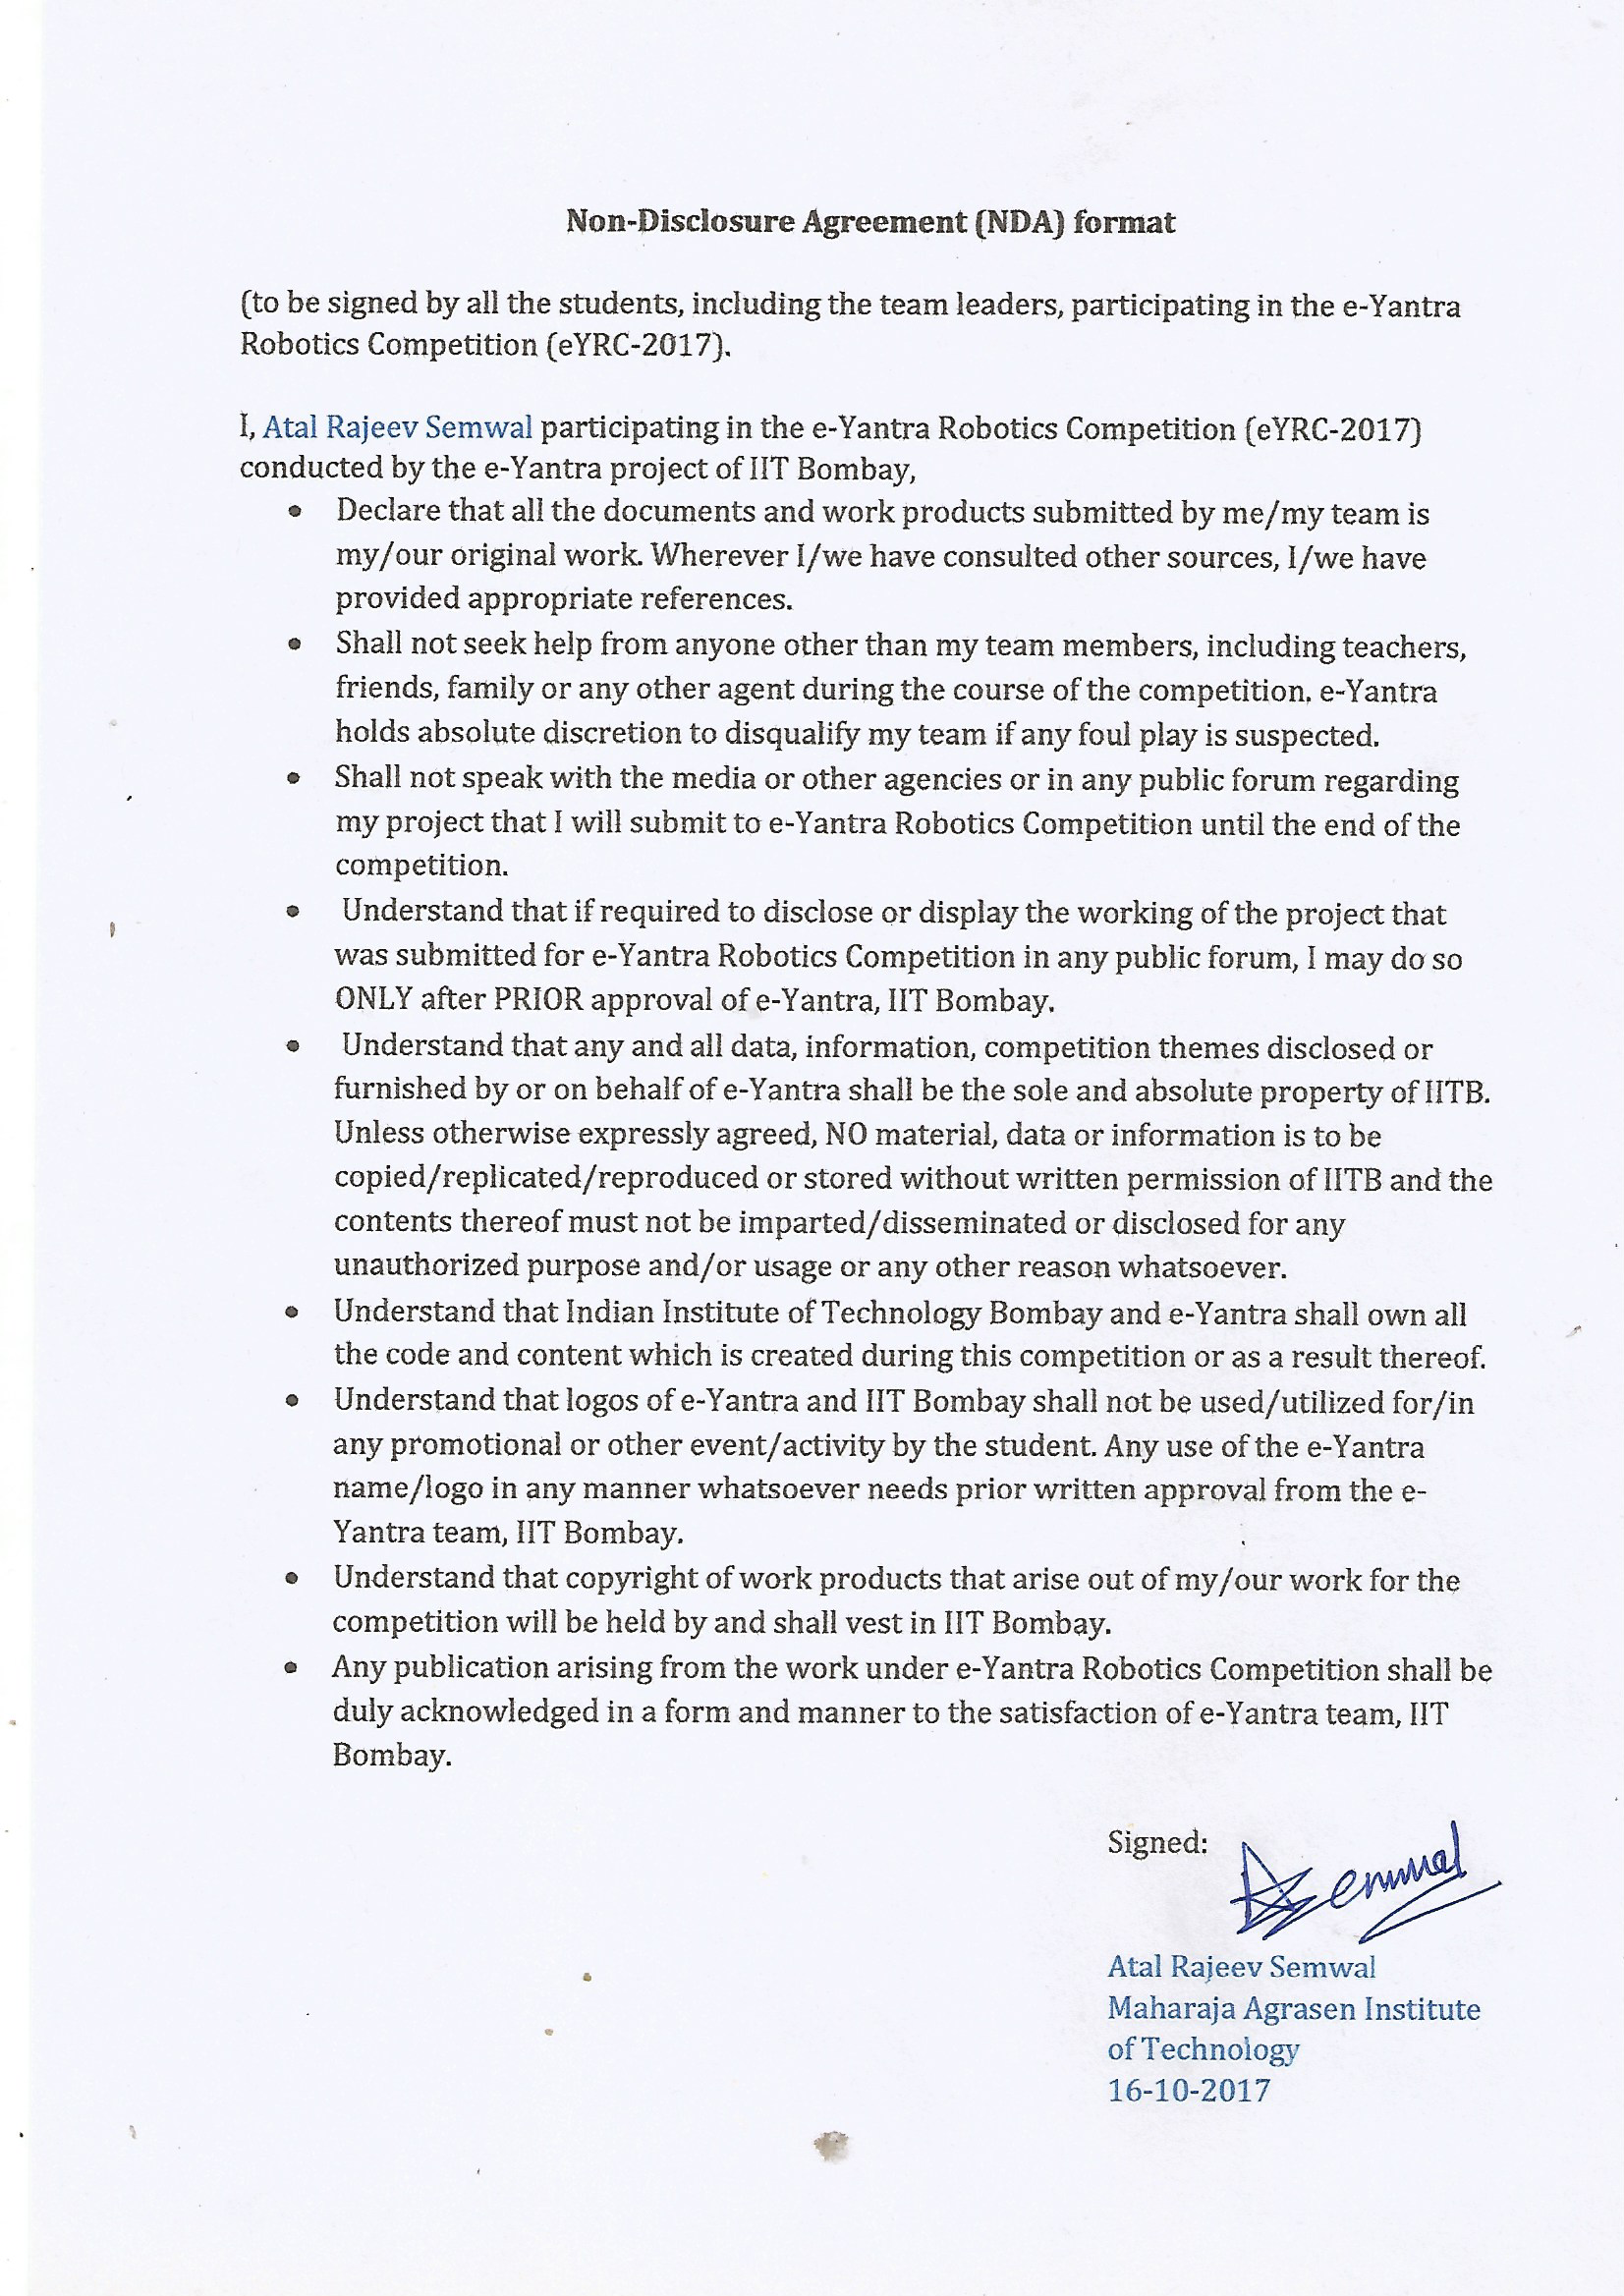 Non-Disclosure Agreement (NDA) format
(to be signed by all the students, including the team leaders, participating in the e-Yantra
Robotics Competition (eYRC-2017).
I, Atal Rajeev Semwal participating in the e-Yantra Robotics Competition (eYRC-2017)
conducted by the e-Yantra project of IIT Bombay,
• Declare that all the documents and work products submitted by me/my team is
my/our original work. Wherever I/we have consulted other sources, I/we have
provided appropriate references.
• Shall not seek help from anyone other than my team members, including teachers,
friends, family or any other agent during the course of the competition. e-Yantra
holds absolute discretion to disqualify my team if any foul play is suspected.
• Shall not speak with the media or other agencies or in any public forum regarding
my project that I will submit to e-Yantra Robotics Competition until the end of the
competition.
• Understand that if required to disclose or display the working of the project that
was submitted for e-Yantra Robotics Competition in any public forum, I may do so
ONLY after PRIOR approval of e-Yantra, IIT Bombay.
• Understand that any and all data, information, competition themes disclosed or
furnished by or on behalf of e-Yantra shall be the sole and absolute property of IITB.
Unless otherwise expressly agreed, NO material, data or information is to be
copied/replicated/reproduced or stored without written permission of IITB and the
contents thereof must not be imparted/disseminated or disclosed for any
unauthorized purpose and/or usage or any other reason whatsoever.
• Understand that Indian Institute of Technology Bombay and e-Yantra shall own all
the code and content which is created during this competition or as a result thereof.
• Understand that logos of e-Yantra and IIT Bombay shall not be used/utilized for/in
any promotional or other event/activity by the student. Any use of the e-Yantra
name/logo in any manner whatsoever needs prior written approval from the e-
Yantra team, IIT Bombay.
• Understand that copyright of work products that arise out of my/our work for the
competition will be held by and shall vest in IIT Bombay.
• Any publication arising from the work under e-Yantra Robotics Competition shall be
duly acknowledged in a form and manner to the satisfaction of e-Yantra team, IIT
Bombay.
Signed:
ASemwal
Atal Rajeev Semwal
Maharaja Agrasen Institute
of Technology
16-10-2017